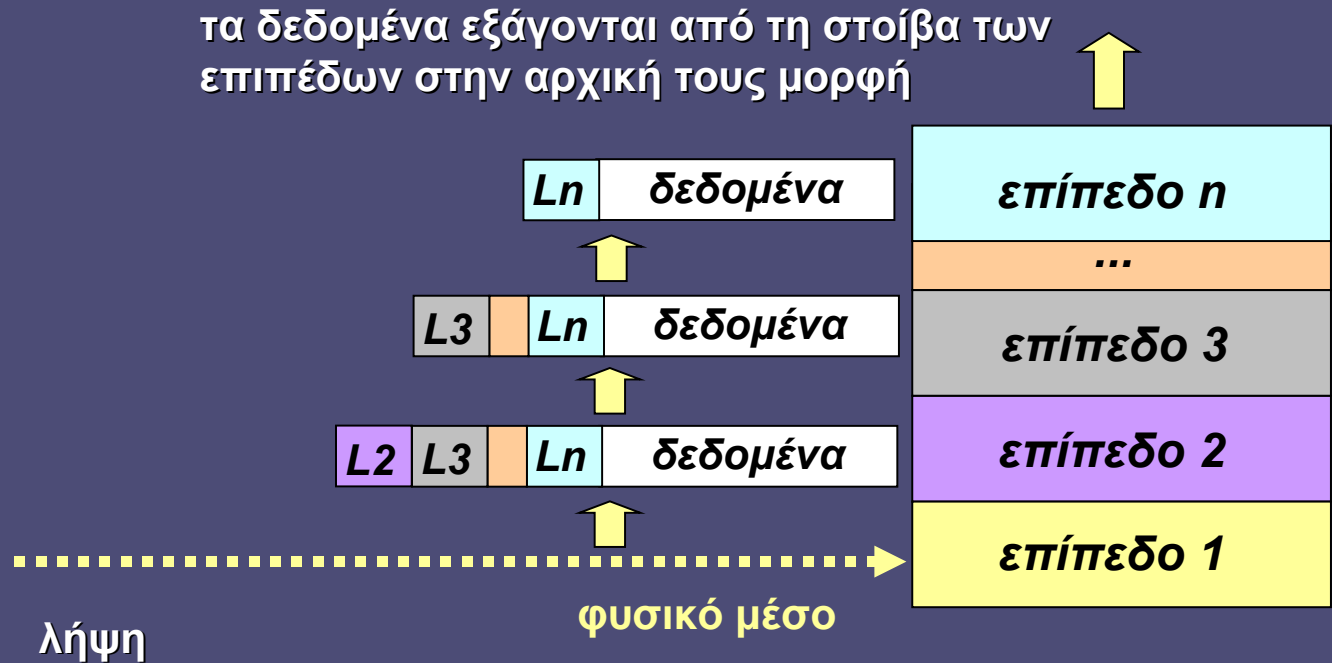 τα δεδομένα εξάγονται από τη στοίβα των
επιπέδων στην αρχική τους μορφή
Ln δεδομένα επίπεδο n
...
L3 Ln δεδομένα επίπεδο 3
L2 L3 Ln δεδομένα επίπεδο 2
επίπεδο 1
φυσικό μέσο
λήψη